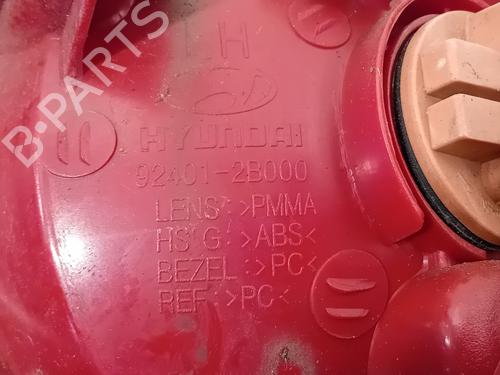 LH
HYUNDAI
92401-2B000
LENS:>PMMA
HS'G:>ABS<
BEZEL:>PC<
REF:>PC<
B-PARTS